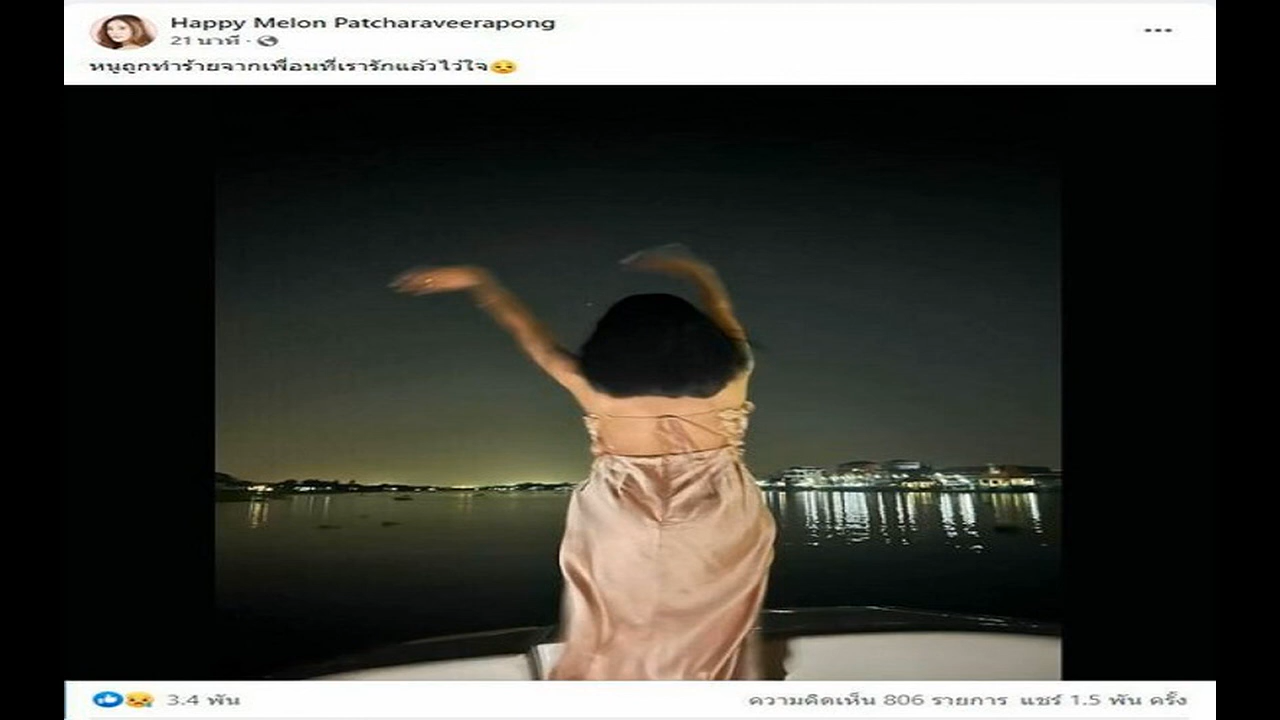 Happy Melon Patcharaveerapong
21 นาที ·
หนูถูกทำร้ายจากเพื่อนที่เรารักแล้วไว้ใจ😔
3.4 พัน
ความคิดเห็น 806 รายการ แชร์ 1.5 พัน ครั้ง